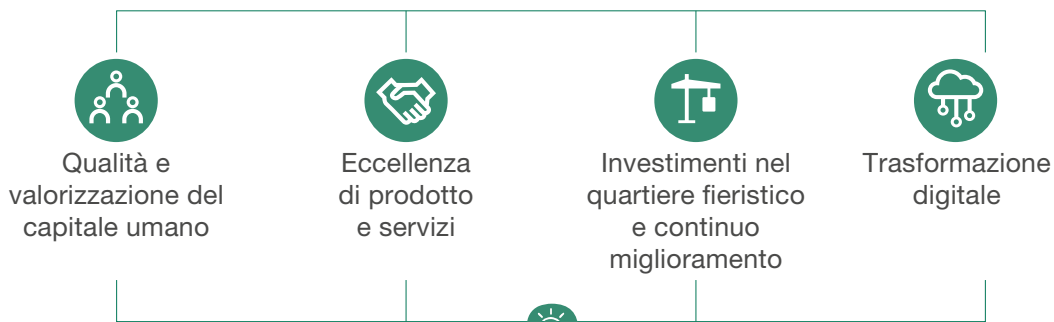 Qualità e
valorizzazione del
capitale umano
Eccellenza
di prodotto
e servizi
Investimenti nel
quartiere fieristico
e continuo
miglioramento
Trasformazione
digitale